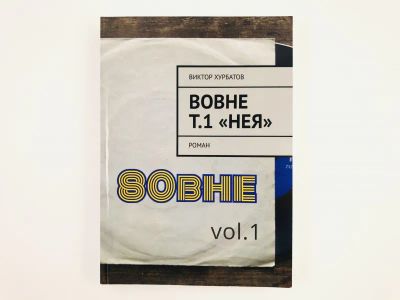 ВИКТОР ХУРБАТОВ
ВОВНЕ
Т.1 «НЕЯ»
РОМАН
80ВНЕ
vol.1